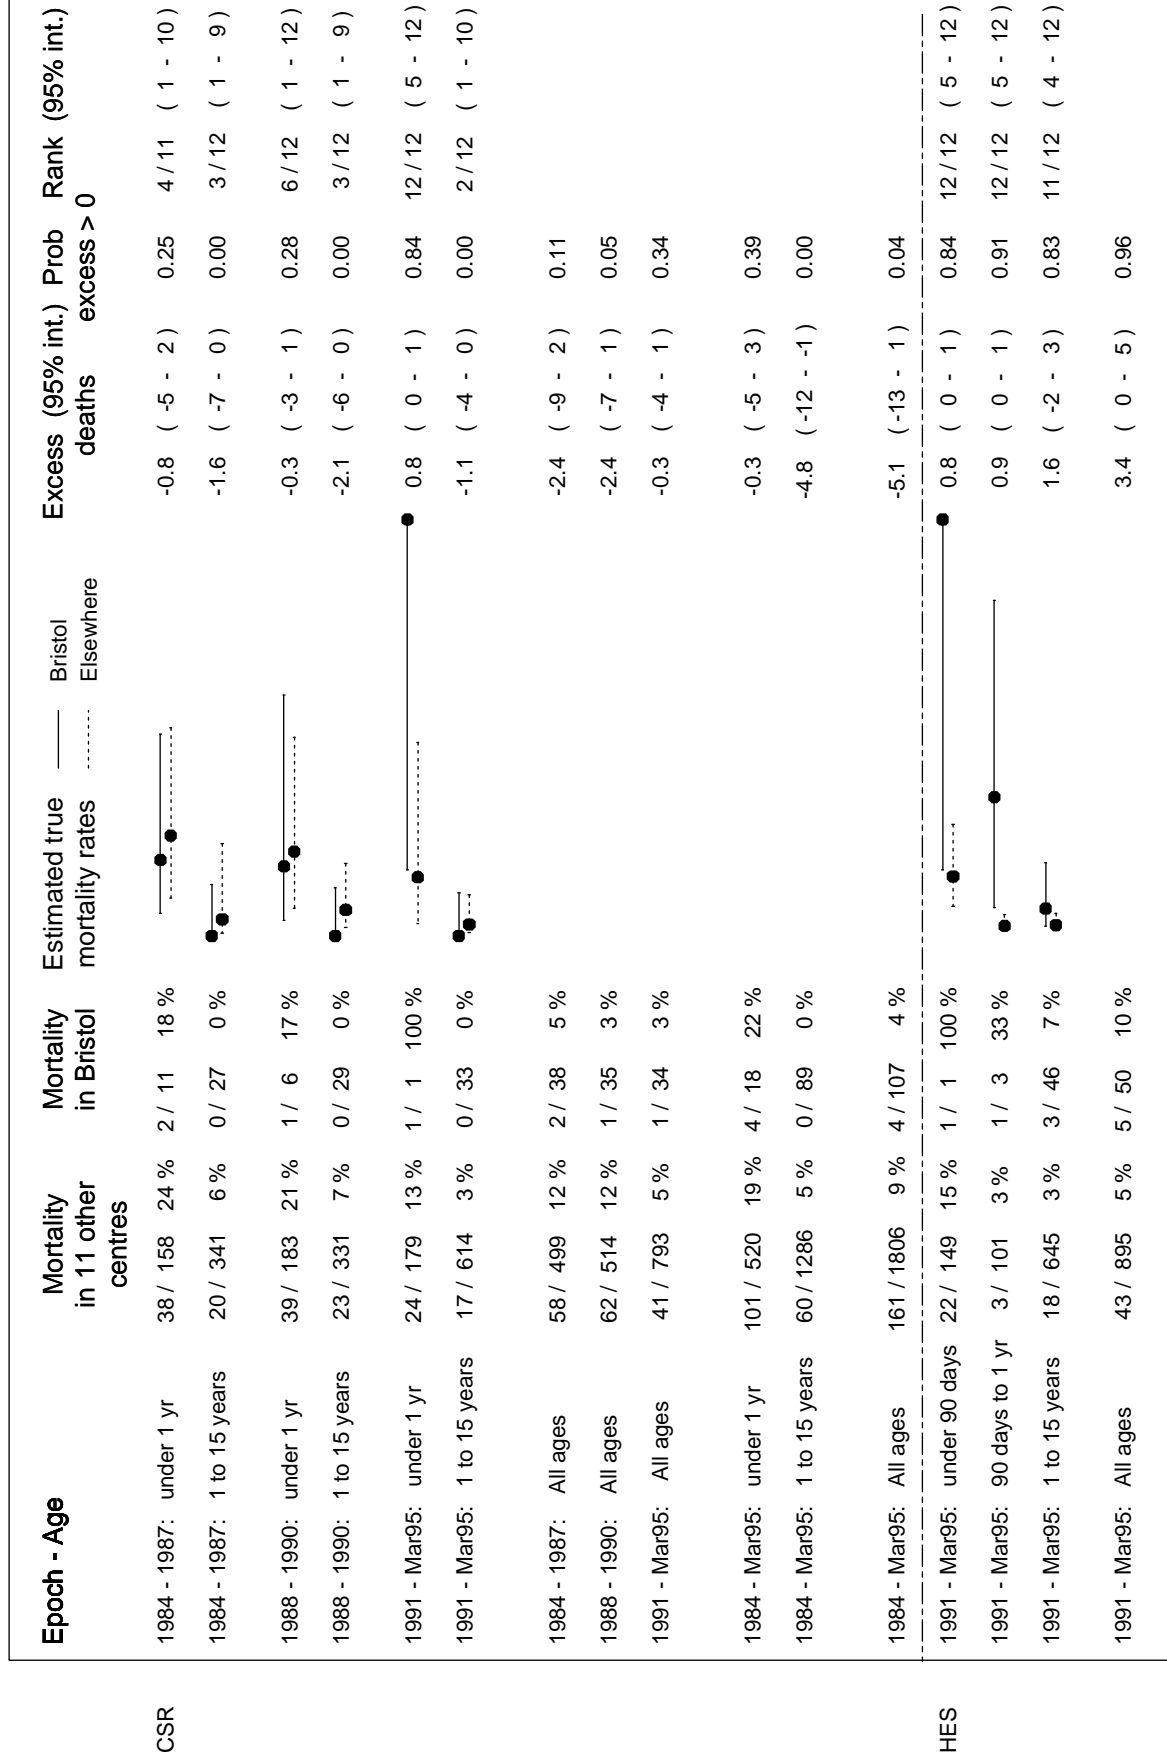 Epoch - Age Mortality in 11 other centres Mortality in Bristol Estimated true mortality rates Bristol Elsewhere Excess (95% int.) deaths Prob excess > 0 Rank (95% int.)
CSR
1984 - 1987: under 1 yr 38 / 158 24 % 2 / 11 18 % -0.8 ( -5 - 2 ) 0.25 4 / 11 ( 1 - 10 )
1984 - 1987: 1 to 15 years 20 / 341 6 % 0 / 27 0 % -1.6 ( -7 - 0 ) 0.00 3 / 12 ( 1 - 9 )
1988 - 1990: under 1 yr 39 / 183 21 % 1 / 6 17 % -0.3 ( -3 - 1 ) 0.28 6 / 12 ( 1 - 12 )
1988 - 1990: 1 to 15 years 23 / 331 7 % 0 / 29 0 % -2.1 ( -6 - 0 ) 0.00 3 / 12 ( 1 - 9 )
1991 - Mar95: under 1 yr 24 / 179 13 % 1 / 1 100 % 0.8 ( 0 - 1 ) 0.84 12 / 12 ( 5 - 12 )
1991 - Mar95: 1 to 15 years 17 / 614 3 % 0 / 33 0 % -1.1 ( -4 - 0 ) 0.00 2 / 12 ( 1 - 10 )
1984 - 1987: All ages 58 / 499 12 % 2 / 38 5 % -2.4 ( -9 - 2 ) 0.11
1988 - 1990: All ages 62 / 514 12 % 1 / 35 3 % -2.4 ( -7 - 1 ) 0.05
1991 - Mar95: All ages 41 / 793 5 % 1 / 34 3 % -0.3 ( -4 - 1 ) 0.34
1984 - Mar95: under 1 yr 101 / 520 19 % 4 / 18 22 % -0.3 ( -5 - 3 ) 0.39
1984 - Mar95: 1 to 15 years 60 / 1286 5 % 0 / 89 0 % -4.8 ( -12 - -1 ) 0.00
1984 - Mar95: All ages 161 / 1806 9 % 4 / 107 4 % -5.1 ( -13 - 1 ) 0.04
HES
1991 - Mar95: under 90 days 22 / 149 15 % 1 / 1 100 % 0.8 ( 0 - 1 ) 0.84 12 / 12 ( 5 - 12 )
1991 - Mar95: 90 days to 1 yr 3 / 101 3 % 1 / 3 33 % 0.9 ( 0 - 1 ) 0.91 12 / 12 ( 5 - 12 )
1991 - Mar95: 1 to 15 years 18 / 645 3 % 3 / 46 7 % 1.6 ( -2 - 3 ) 0.83 11 / 12 ( 4 - 12 )
1991 - Mar95: All ages 43 / 895 5 % 5 / 50 10 % 3.4 ( 0 - 5 ) 0.96